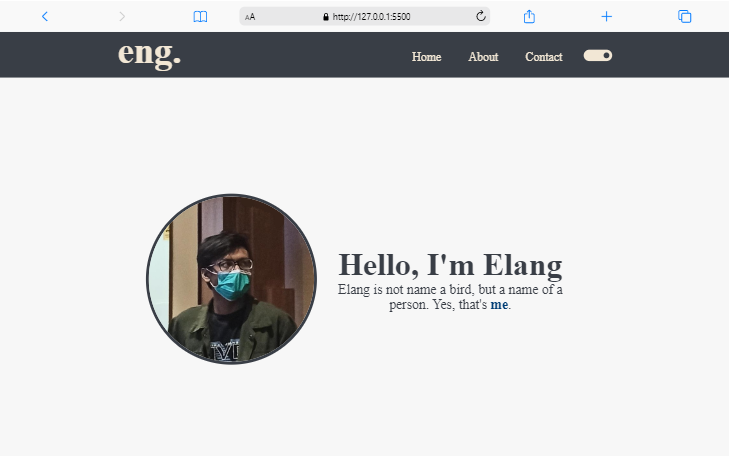 AA http://127.0.0.1:5500
eng.
Home About Contact
Hello, I'm Elang
Elang is not name a bird, but a name of a
person. Yes, that's me.